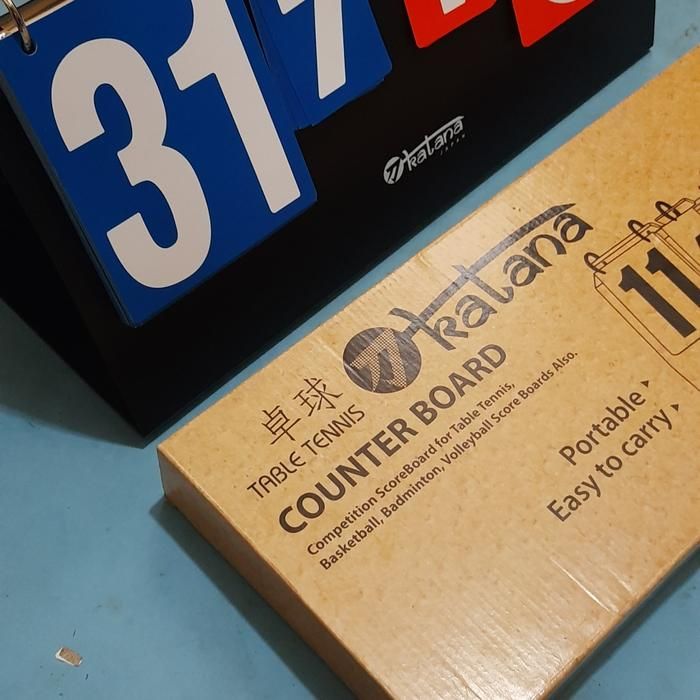 31 7
katana
JAPAN
katana
11
卓球
TABLE TENNIS
COUNTER BOARD
Competition ScoreBoard for Table Tennis,
Basketball, Badminton, Volleyball Score Boards Also.
Portable
Easy to carry